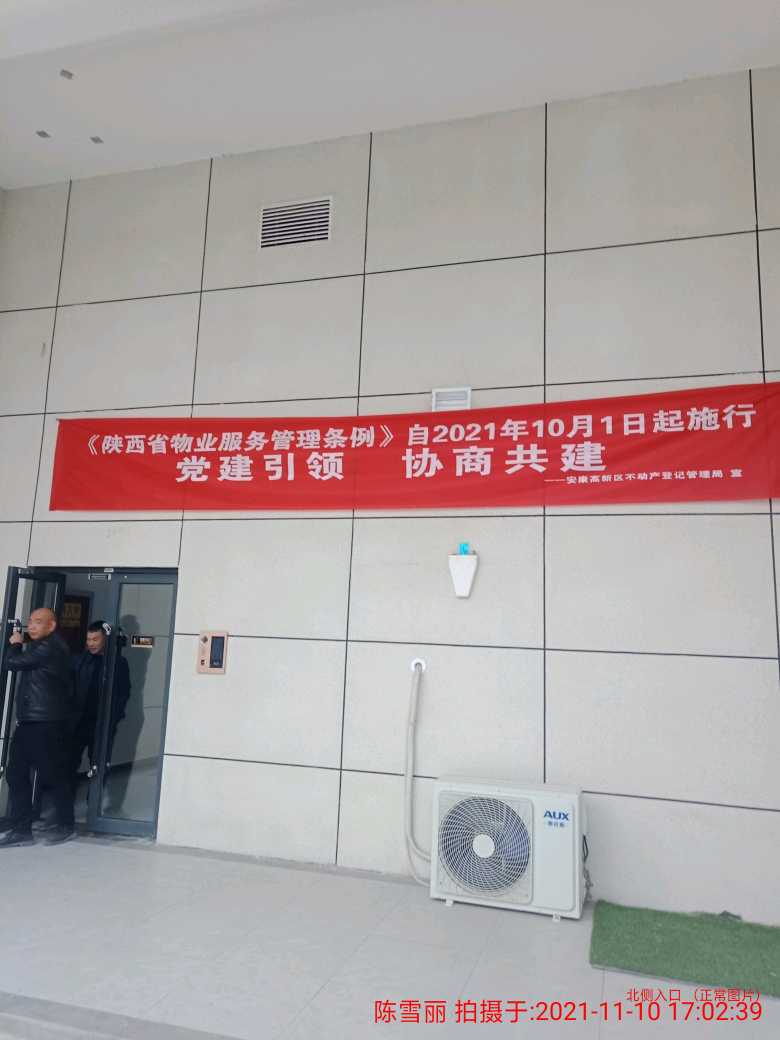 《陕西省物业服务管理条例》自2021年10月1日起施行
党建引领 协商共建
——安康高新区不动产登记管理局 宣
AUX
北侧入口 （正常图片）
陈雪丽 拍摄于:2021-11-10 17:02:39